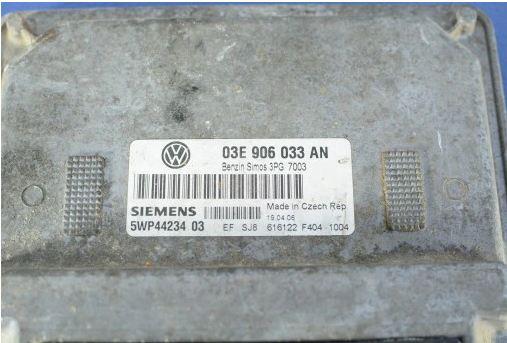 03E 906 033 AN
Benzin Simos 3PG 7003
Made in Czech Rep.
SIEMENS
19.04.06
5WP44234 03 EF SJ8 616122 F404 1004